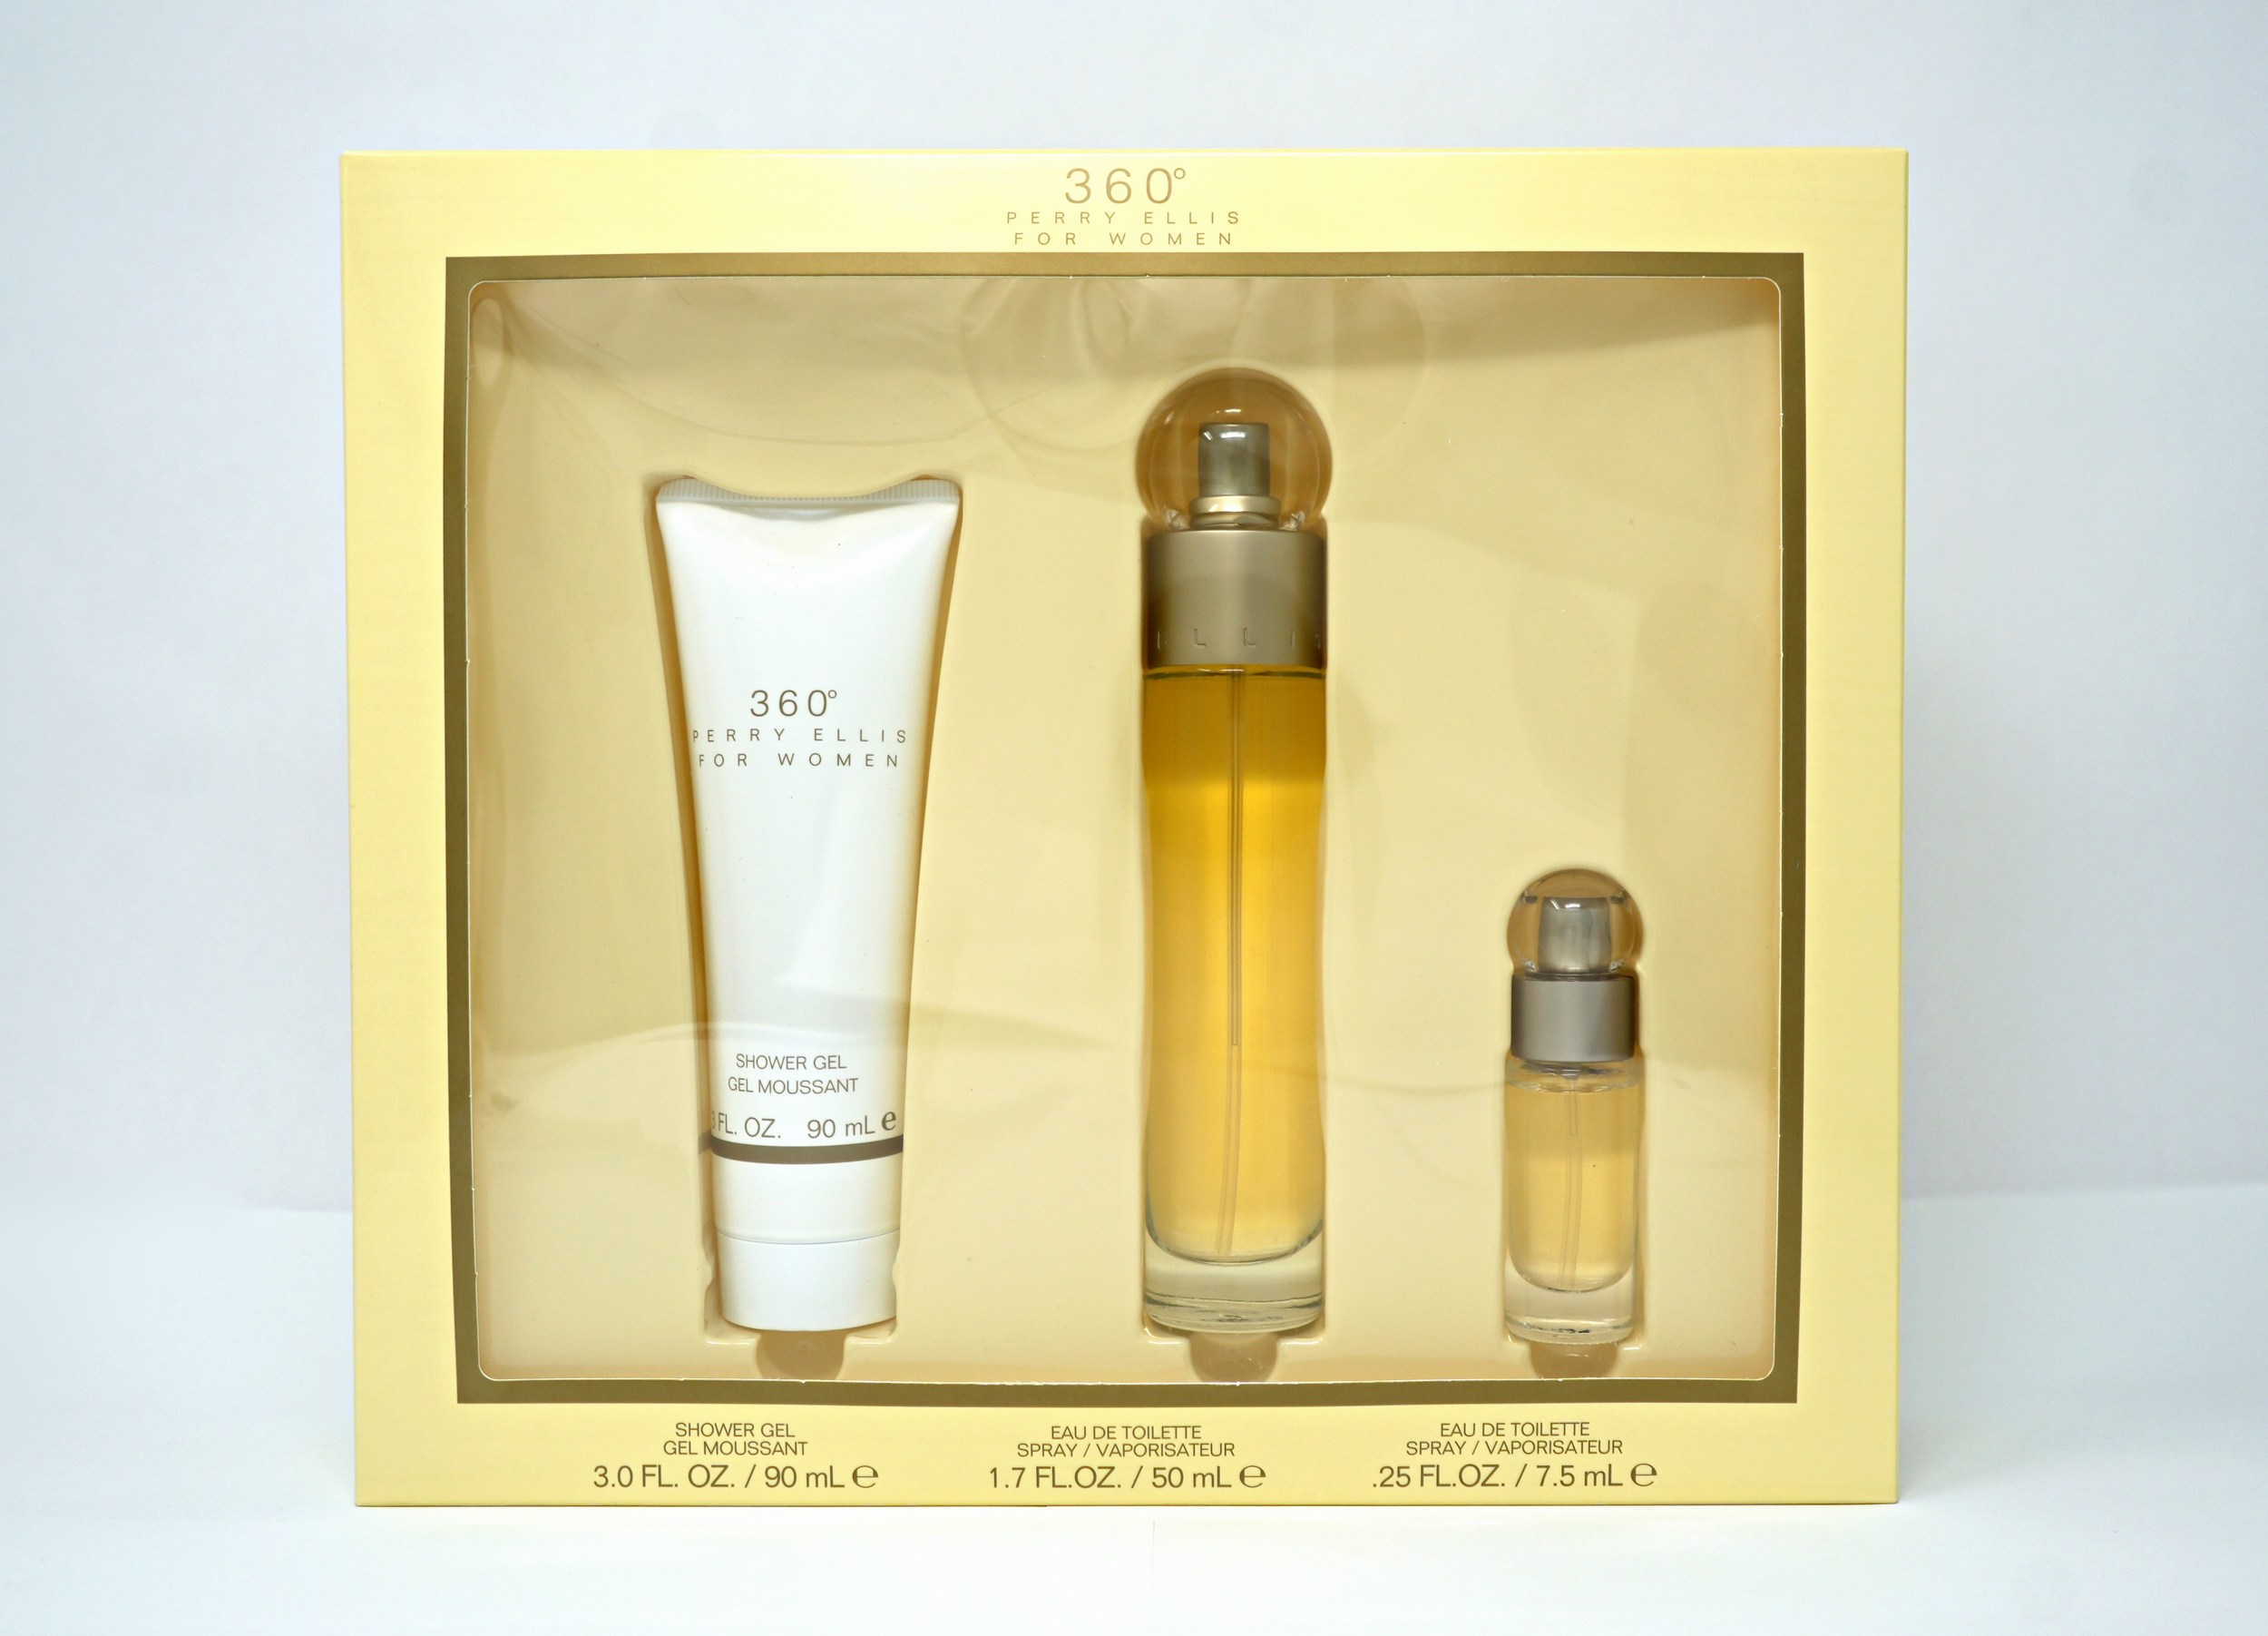 360°
PERRY ELLIS
FOR WOMEN
360°
PERRY ELLIS
FOR WOMEN
SHOWER GEL
GEL MOUSSANT
3 FL. OZ. 90 mL ℮
SHOWER GEL
GEL MOUSSANT
3.0 FL. OZ. / 90 mL ℮
EAU DE TOILETTE
SPRAY / VAPORISATEUR
1.7 FL.OZ. / 50 mL ℮
EAU DE TOILETTE
SPRAY / VAPORISATEUR
.25 FL.OZ. / 7.5 mL ℮